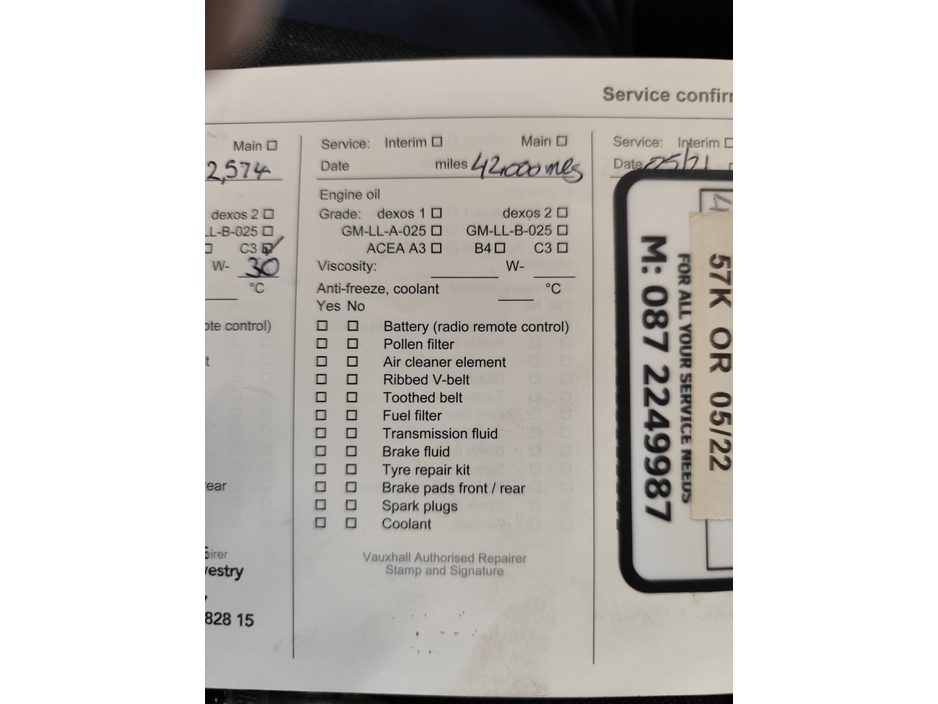 Service confirm
Main
2,574
dexos 2
LL-B-025
C3
W- 30
°C
ote control)
t
rear
airer
vestry
828 15
Service: Interim Main
Date miles 42,000 mls
Engine oil
Grade: dexos 1 dexos 2
GM-LL-A-025 GM-LL-B-025
ACEA A3 B4 C3
Viscosity: W-
Anti-freeze, coolant °C
Yes No
Battery (radio remote control)
Pollen filter
Air cleaner element
Ribbed V-belt
Toothed belt
Fuel filter
Transmission fluid
Brake fluid
Tyre repair kit
Brake pads front / rear
Spark plugs
Coolant
Vauxhall Authorised Repairer
Stamp and Signature
Service: Interim
Date 05/21
57K OR 05/22
FOR ALL YOUR SERVICE NEEDS
M: 087 2249987